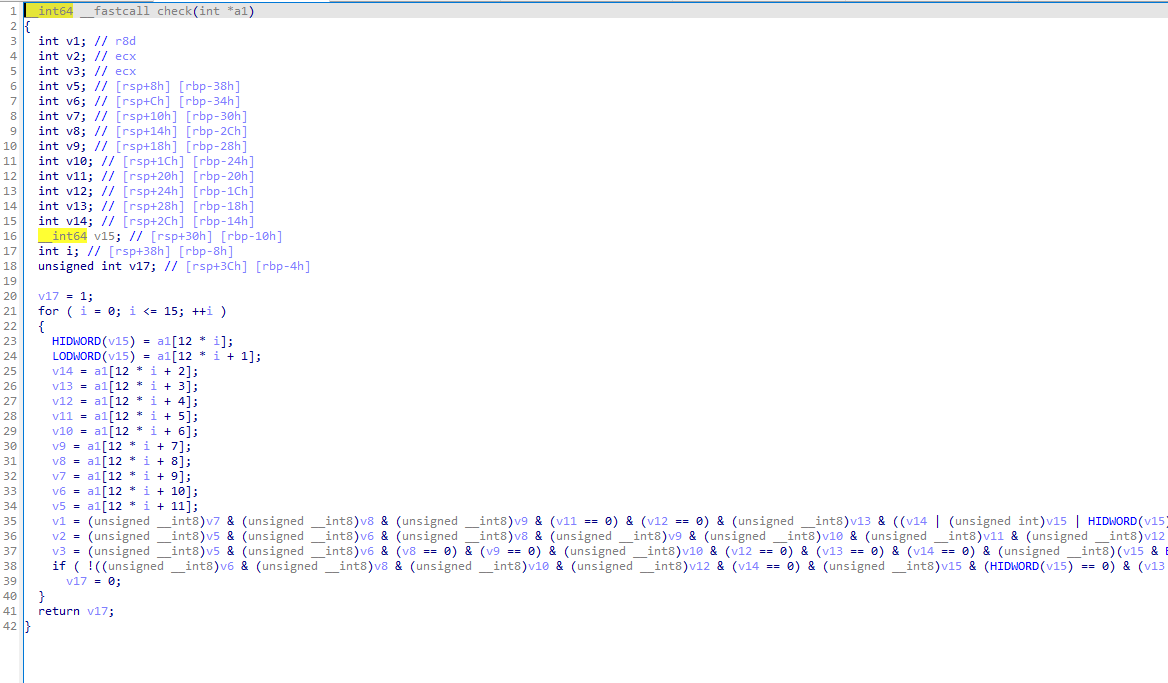 1 __int64 __fastcall check(int *a1)
2 {
3 int v1; // r8d
4 int v2; // ecx
5 int v3; // ecx
6 int v5; // [rsp+8h] [rbp-38h]
7 int v6; // [rsp+Ch] [rbp-34h]
8 int v7; // [rsp+10h] [rbp-30h]
9 int v8; // [rsp+14h] [rbp-2Ch]
10 int v9; // [rsp+18h] [rbp-28h]
11 int v10; // [rsp+1Ch] [rbp-24h]
12 int v11; // [rsp+20h] [rbp-20h]
13 int v12; // [rsp+24h] [rbp-1Ch]
14 int v13; // [rsp+28h] [rbp-18h]
15 int v14; // [rsp+2Ch] [rbp-14h]
16 __int64 v15; // [rsp+30h] [rbp-10h]
17 int i; // [rsp+38h] [rbp-8h]
18 unsigned int v17; // [rsp+3Ch] [rbp-4h]
19
20 v17 = 1;
21 for ( i = 0; i <= 15; ++i )
22 {
23 HIDWORD(v15) = a1[12 * i];
24 LODWORD(v15) = a1[12 * i + 1];
25 v14 = a1[12 * i + 2];
26 v13 = a1[12 * i + 3];
27 v12 = a1[12 * i + 4];
28 v11 = a1[12 * i + 5];
29 v10 = a1[12 * i + 6];
30 v9 = a1[12 * i + 7];
31 v8 = a1[12 * i + 8];
32 v7 = a1[12 * i + 9];
33 v6 = a1[12 * i + 10];
34 v5 = a1[12 * i + 11];
35 v1 = (unsigned __int8)v7 & (unsigned __int8)v8 & (unsigned __int8)v9 & (v11 == 0) & (v12 == 0) & (unsigned __int8)v13 & ((v14 | (unsigned int)v15 | HIDWORD(v15)
36 v2 = (unsigned __int8)v5 & (unsigned __int8)v6 & (unsigned __int8)v8 & (unsigned __int8)v9 & (unsigned __int8)v10 & (unsigned __int8)v11 & (unsigned __int8)v12
37 v3 = (unsigned __int8)v5 & (unsigned __int8)v6 & (v8 == 0) & (v9 == 0) & (unsigned __int8)v10 & (v12 == 0) & (v13 == 0) & (v14 == 0) & (unsigned __int8)(v15 &
38 if ( !((unsigned __int8)v6 & (unsigned __int8)v8 & (unsigned __int8)v10 & (unsigned __int8)v12 & (v14 == 0) & (unsigned __int8)v15 & (HIDWORD(v15) == 0) & (v13
39 v17 = 0;
40 }
41 return v17;
42 }